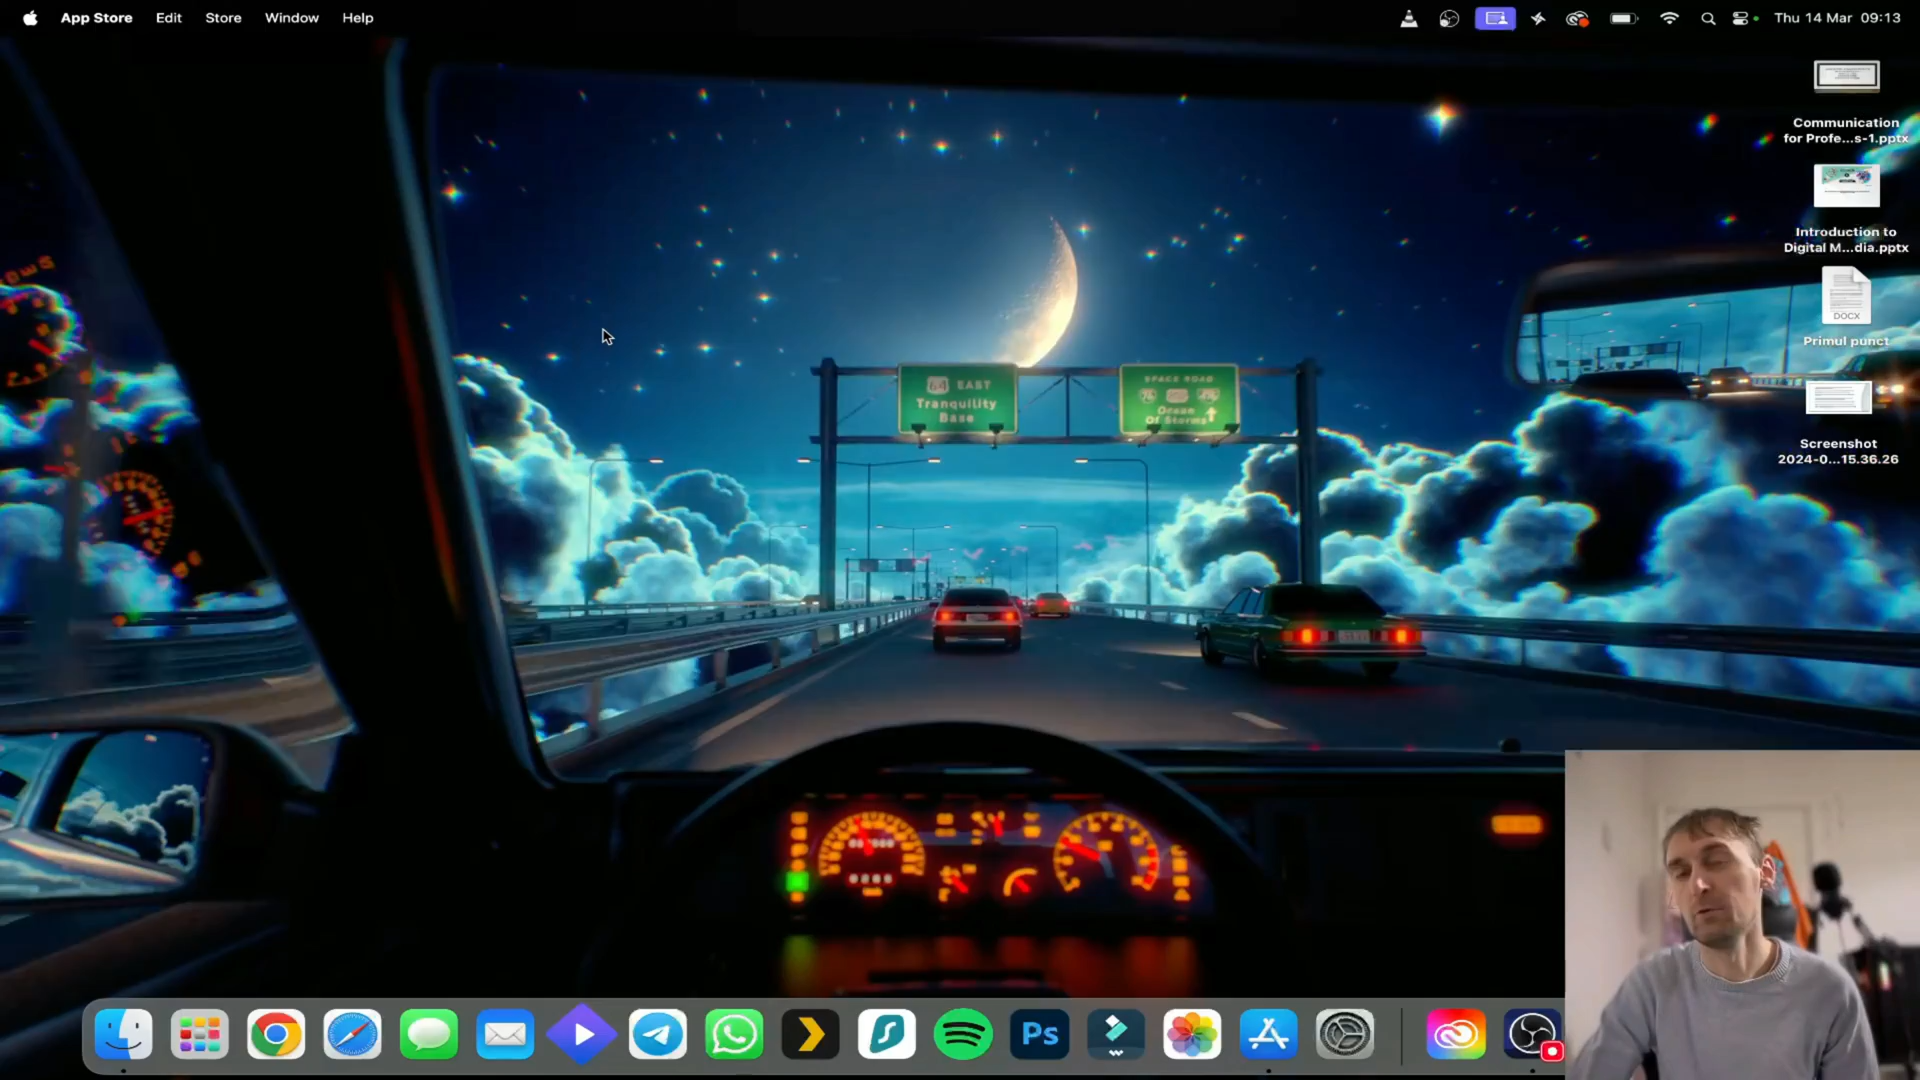 App Store Edit Store Window Help
Thu 14 Mar 09:13
Communication
for Profe...s-1.pptx
Introduction to
Digital M...dia.pptx
DOCX
Primul punct
Screenshot
2024-0...15.36.26
64 EAST
Tranquility
Base
SPACE ROAD
Ocean
Of Storms
Ps